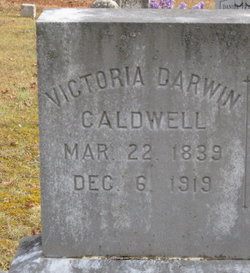 VICTORIA DARWIN
CALDWELL
MAR. 22. 1839
DEC. 6. 1919